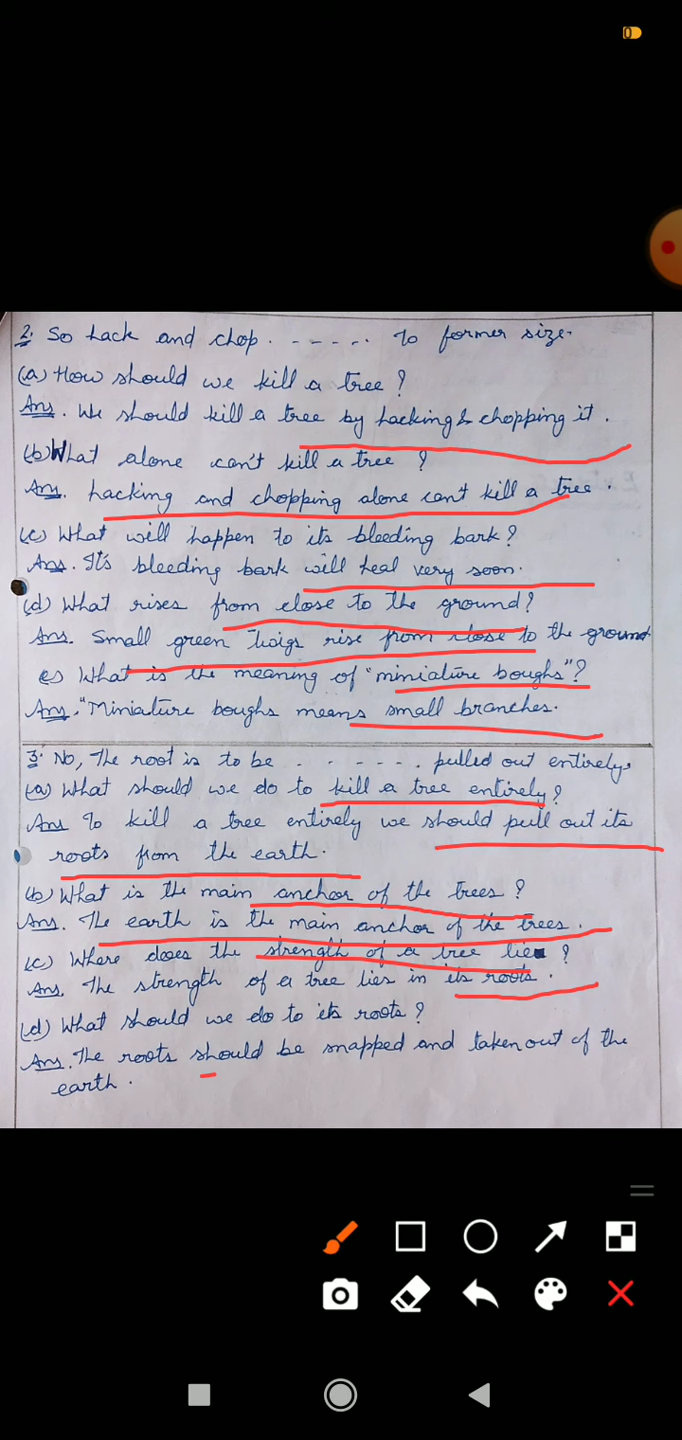 2. So hack and chop. - - - - - . To former size.
(a) How should we kill a tree ?
Ans. We should kill a tree by hacking & chopping it .
(b) What alone can't kill a tree ?
Ans. hacking and chopping alone can't kill a tree .
(c) What will happen to its bleeding bark ?
Ans. It's bleeding bark will heal very soon.
(d) What rises from close to the ground ?
Ans. Small green twigs rise from close to the ground
(e) What is the meaning of "miniature boughs" ?
Ans. "Miniature boughs means small branches.
3. No, The root is to be . - - - - - . pulled out entirely.
(a) What should we do to kill a tree entirely ?
Ans To kill a tree entirely we should pull out its
roots from the earth .
(b) What is the main anchor of the trees ?
Ans. The earth is the main anchor of the trees .
(c) Where does the strength of a tree lie ?
Ans. The strength of a tree lies in its roots .
(d) What should we do to its roots ?
Ans. The roots should be snapped and taken out of the
earth .